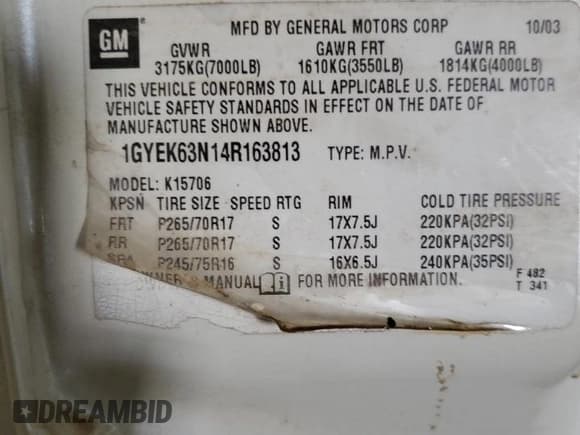 GM
MFD BY GENERAL MOTORS CORP 10/03
GVWR GAWR FRT GAWR RR
3175KG(7000LB) 1610KG(3550LB) 1814KG(4000LB)
THIS VEHICLE CONFORMS TO ALL APPLICABLE U.S. FEDERAL MOTOR
VEHICLE SAFETY STANDARDS IN EFFECT ON THE DATE OF
MANUFACTURE SHOWN ABOVE.
1GYEK63N14R163813 TYPE: M.P.V.
MODEL: K15706
KPSN TIRE SIZE SPEED RTG RIM COLD TIRE PRESSURE
FRT P265/70R17 S 17X7.5J 220KPA(32PSI)
RR P265/70R17 S 17X7.5J 220KPA(32PSI)
SPA P245/75R16 S 16X6.5J 240KPA(35PSI)
OWNER'S MANUAL FOR MORE INFORMATION.
F 482
T 341
DREAMBID